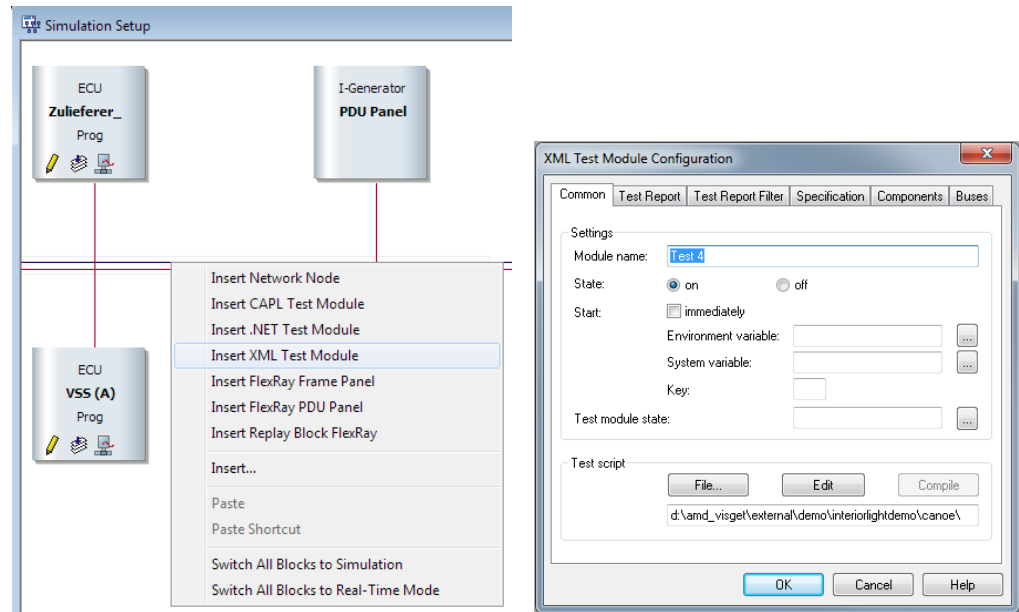 Simulation Setup
ECU
Zulieferer_
Prog
I-Generator
PDU Panel
Insert Network Node
Insert CAPL Test Module
Insert .NET Test Module
Insert XML Test Module
Insert FlexRay Frame Panel
Insert FlexRay PDU Panel
Insert Replay Block FlexRay
Insert...
Paste
Paste Shortcut
Switch All Blocks to Simulation
Switch All Blocks to Real-Time Mode
ECU
VSS (A)
Prog
XML Test Module Configuration
Common Test Report Test Report Filter Specification Components Buses
Settings
Module name: Test 4
State: on off
Start: immediately
Environment variable: ...
System variable: ...
Key:
Test module state: ...
Test script
File... Edit Compile
d:\amd_visget\external\demo\interiorlightdemo\canoe\
OK Cancel Help